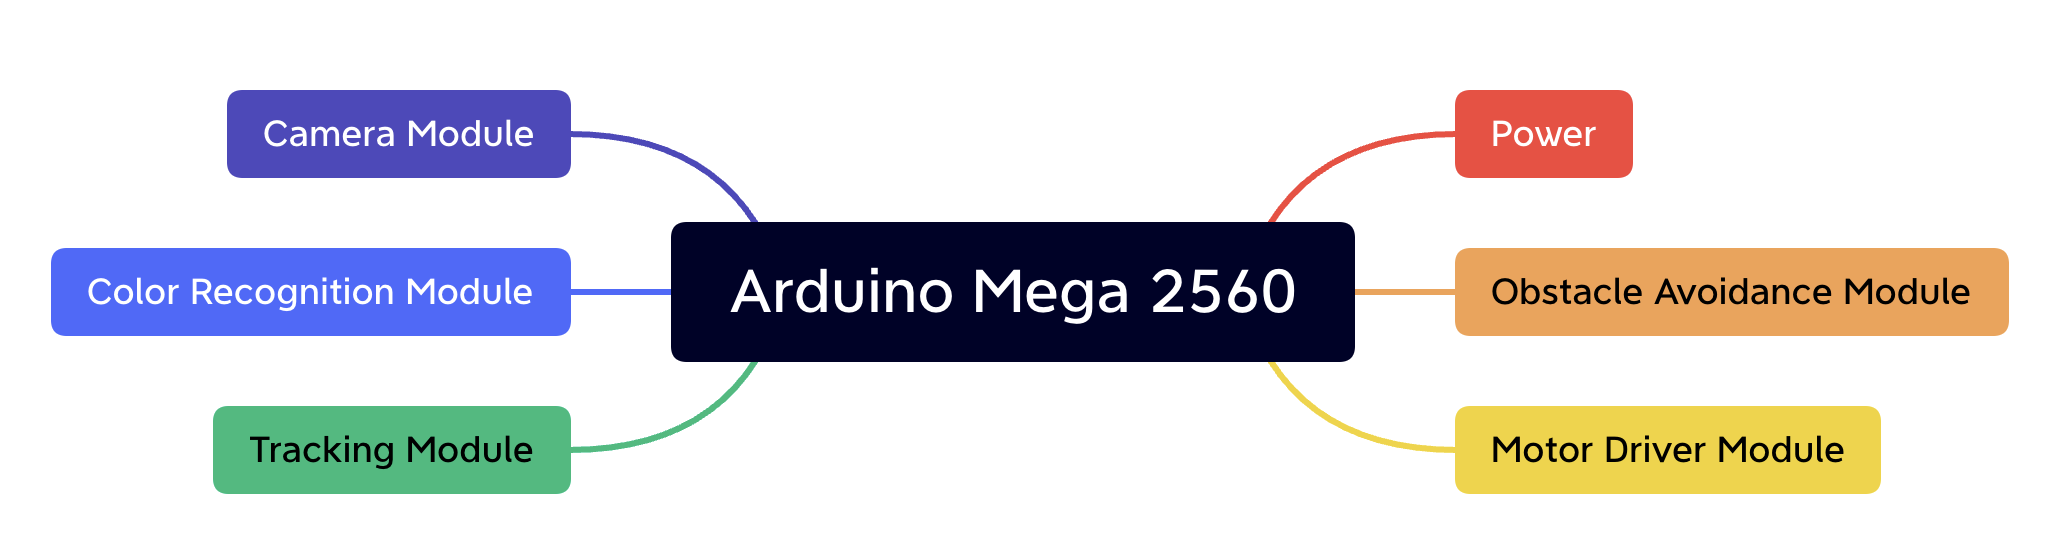 Camera Module
Color Recognition Module
Tracking Module
Arduino Mega 2560
Power
Obstacle Avoidance Module
Motor Driver Module